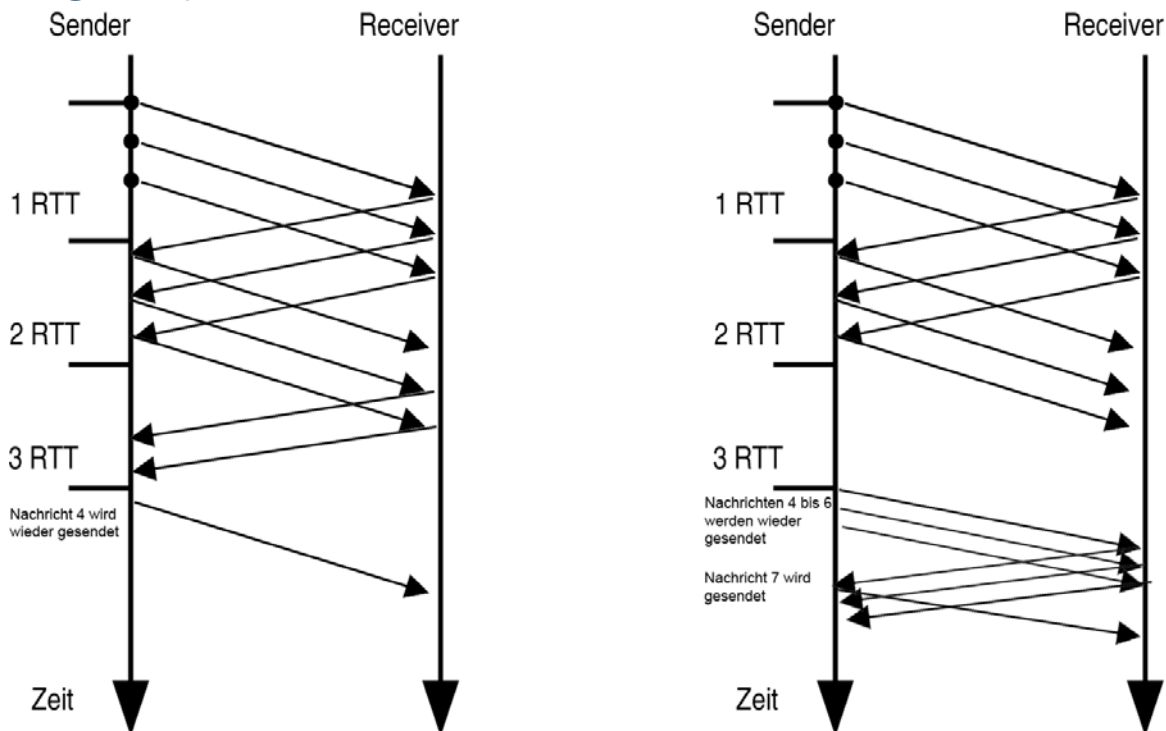 Sender
Receiver
1 RTT
2 RTT
3 RTT
Nachricht 4 wird
wieder gesendet
Zeit
Sender
Receiver
1 RTT
2 RTT
3 RTT
Nachrichten 4 bis 6
werden wieder
gesendet
Nachricht 7 wird
gesendet
Zeit